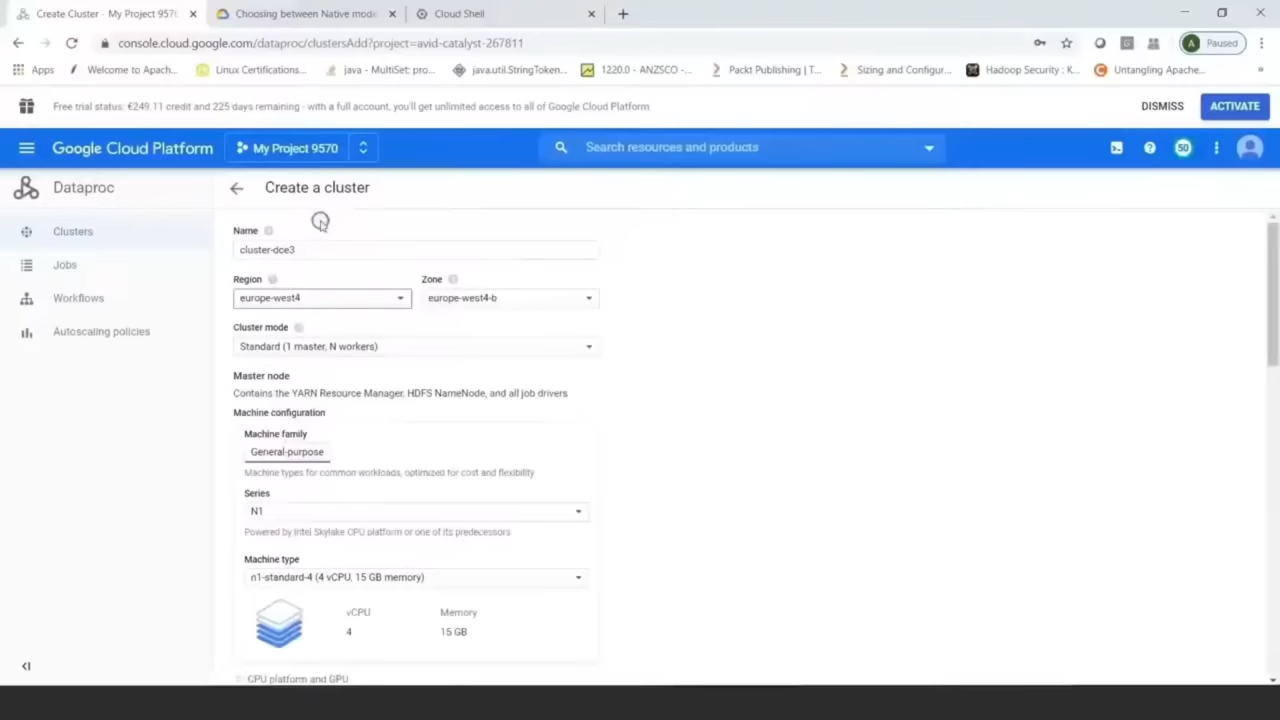 Create Cluster - My Project 957(
Choosing between Native mode
Cloud Shell
console.cloud.google.com/dataproc/clustersAdd?project=avid-catalyst-267811
A Paused
Apps
Welcome to Apach...
Linux Certifications...
java - MultiSet: pro...
java.util.StringToken...
1220.0 - ANZSCO -...
Packt Publishing | T...
Sizing and Configur...
Hadoop Security : K...
Untangling Apache...
Free trial status: €249.11 credit and 225 days remaining - with a full account, you'll get unlimited access to all of Google Cloud Platform.
DISMISS
ACTIVATE
Google Cloud Platform
My Project 9570
Search resources and products
50
Dataproc
Create a cluster
Clusters
Jobs
Workflows
Autoscaling policies
Name
cluster-dce3
Region Zone
europe-west4 europe-west4-b
Cluster mode
Standard (1 master, N workers)
Master node
Contains the YARN Resource Manager, HDFS NameNode, and all job drivers
Machine configuration
Machine family
General-purpose
Machine types for common workloads, optimized for cost and flexibility
Series
N1
Powered by Intel Skylake CPU platform or one of its predecessors
Machine type
n1-standard-4 (4 vCPU, 15 GB memory)
vCPU Memory
4 15 GB
CPU platform and GPU